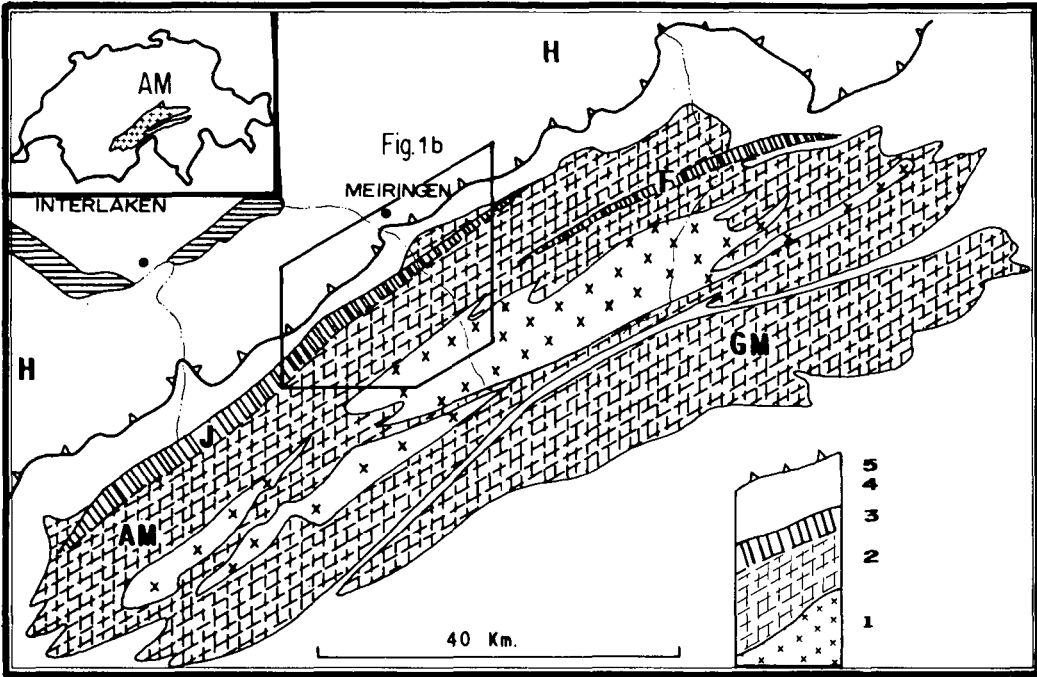 AM
H
Fig.1b
MEIRINGEN
INTERLAKEN
F
GM
H
J
AM
40 Km.
5
4
3
2
1